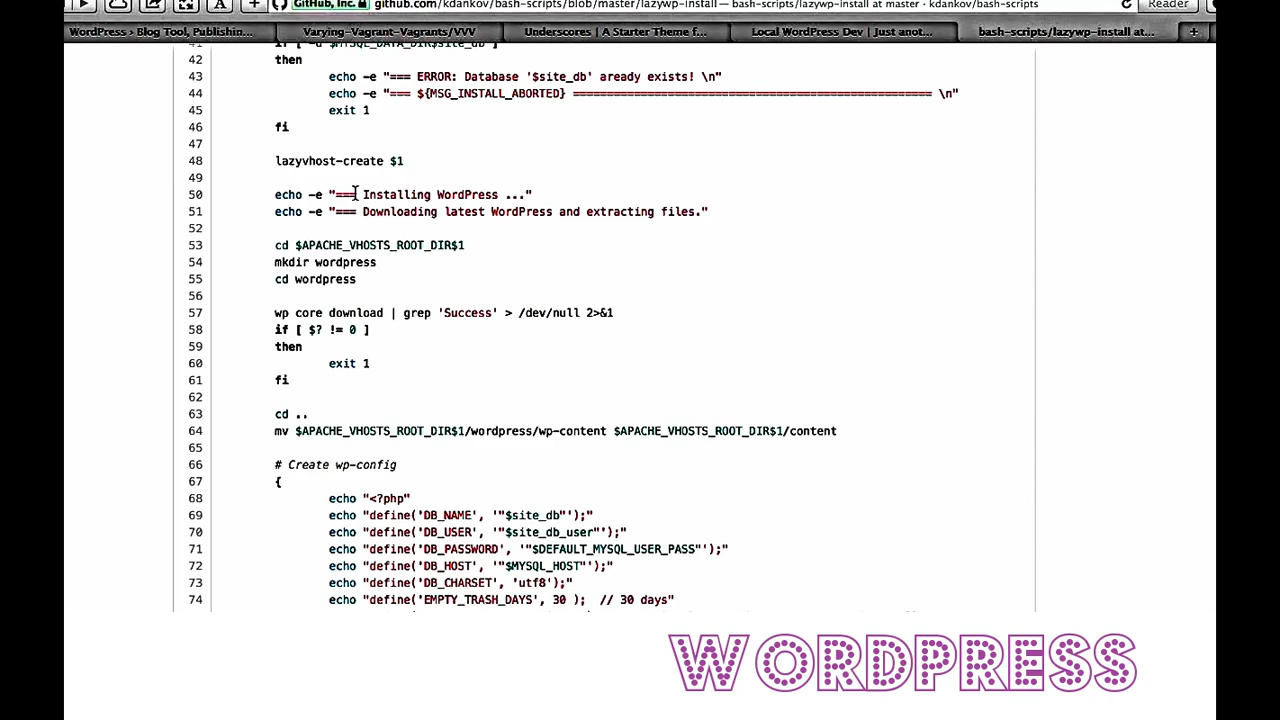 GitHub, Inc. github.com/kdankov/bash-scripts/blob/master/lazywp-install — bash-scripts/lazywp-install at master · kdankov/bash-scripts Reader
WordPress › Blog Tool, Publishin... Varying-Vagrant-Vagrants/VVV Underscores | A Starter Theme f... Local WordPress Dev | Just anot... bash-scripts/lazywp-install at...
41 if [ -d $MYSQL_DATA_DIR$site_db ]
42 then
43 echo -e "=== ERROR: Database '$site_db' aready exists! \n"
44 echo -e "=== ${MSG_INSTALL_ABORTED} ===================================================== \n"
45 exit 1
46 fi
47
48 lazyvhost-create $1
49
50 echo -e "=== Installing WordPress ..."
51 echo -e "=== Downloading latest WordPress and extracting files."
52
53 cd $APACHE_VHOSTS_ROOT_DIR$1
54 mkdir wordpress
55 cd wordpress
56
57 wp core download | grep 'Success' > /dev/null 2>&1
58 if [ $? != 0 ]
59 then
60 exit 1
61 fi
62
63 cd ..
64 mv $APACHE_VHOSTS_ROOT_DIR$1/wordpress/wp-content $APACHE_VHOSTS_ROOT_DIR$1/content
65
66 # Create wp-config
67 {
68 echo "<?php"
69 echo "define('DB_NAME', '"$site_db"');"
70 echo "define('DB_USER', '"$site_db_user"');"
71 echo "define('DB_PASSWORD', '"$DEFAULT_MYSQL_USER_PASS"');"
72 echo "define('DB_HOST', '"$MYSQL_HOST"');"
73 echo "define('DB_CHARSET', 'utf8');"
74 echo "define('EMPTY_TRASH_DAYS', 30 ); // 30 days"
WORDPRESS